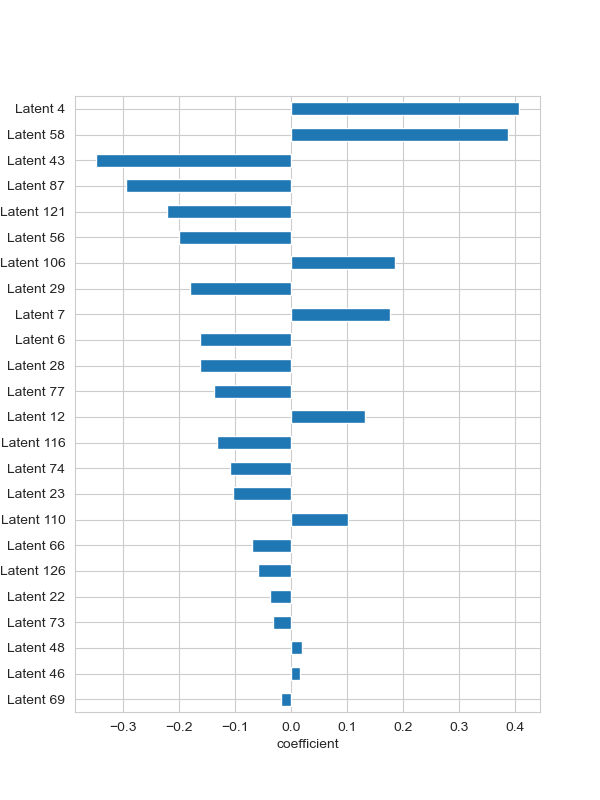 Latent 4
Latent 58
Latent 43
Latent 87
Latent 121
Latent 56
Latent 106
Latent 29
Latent 7
Latent 6
Latent 28
Latent 77
Latent 12
Latent 116
Latent 74
Latent 23
Latent 110
Latent 66
Latent 126
Latent 22
Latent 73
Latent 48
Latent 46
Latent 69
−0.3 −0.2 −0.1 0.0 0.1 0.2 0.3 0.4
coefficient